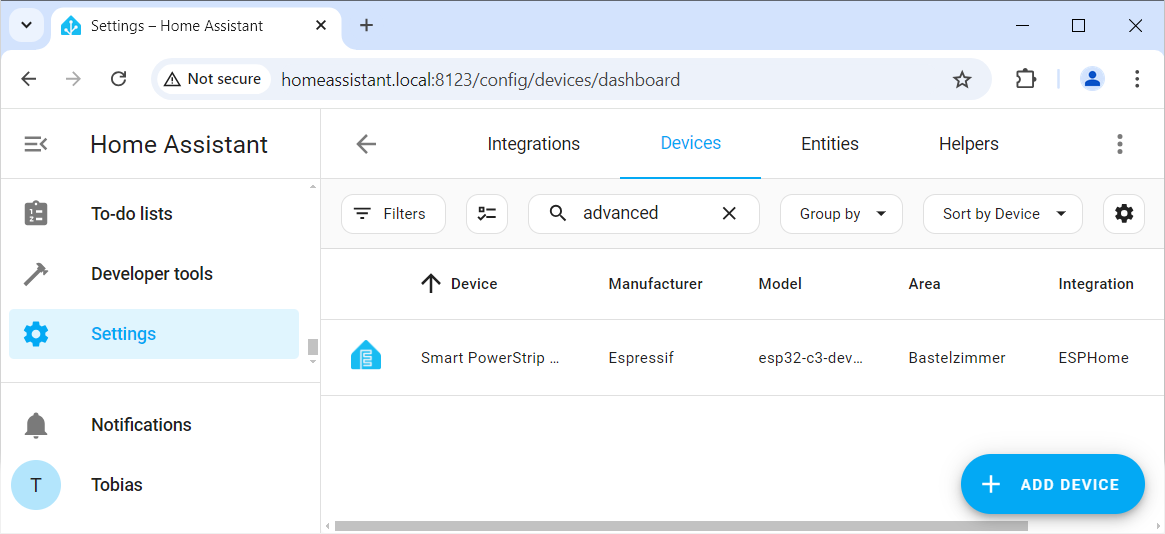 Settings – Home Assistant
Not secure
homeassistant.local:8123/config/devices/dashboard
Home Assistant
Integrations
Devices
Entities
Helpers
To-do lists
Developer tools
Settings
Notifications
T
Tobias
Filters
advanced
Group by
Sort by Device
Device
Manufacturer
Model
Area
Integration
Smart PowerStrip ...
Espressif
esp32-c3-dev...
Bastelzimmer
ESPHome
ADD DEVICE